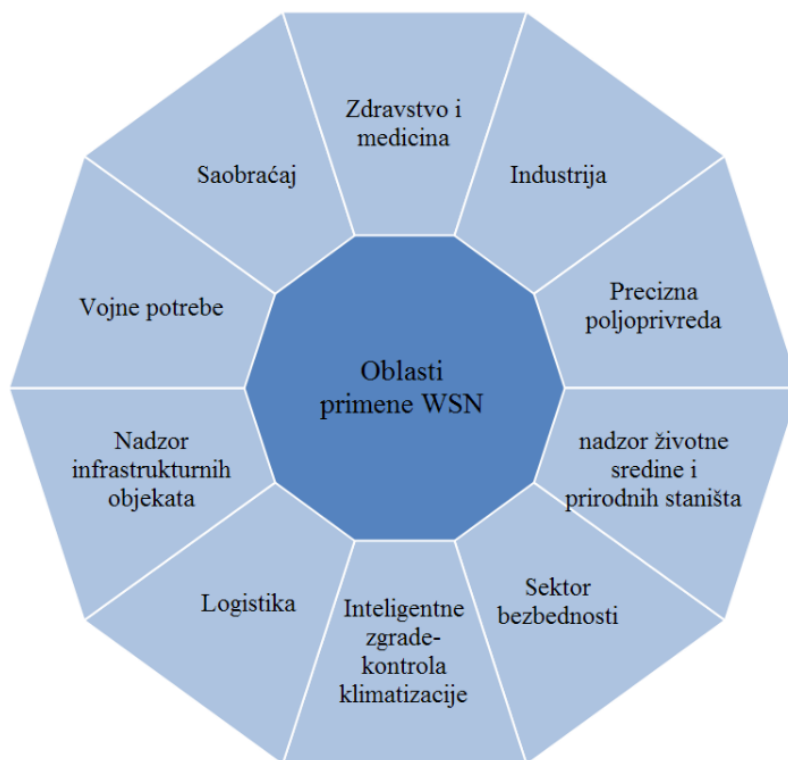 Zdravstvo i
medicina
Industrija
Precizna
poljoprivreda
nadzor životne
sredine i
prirodnih staništa
Sektor
bezbednosti
Inteligentne
zgrade-
kontrola
klimatizacije
Logistika
Nadzor
infrastrukturnih
objekata
Vojne potrebe
Saobraćaj
Oblasti
primene WSN